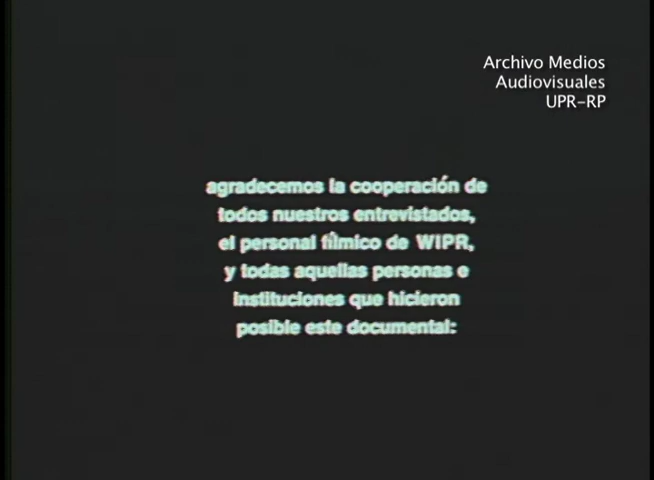 Archivo Medios
Audiovisuales
UPR-RP
agradecemos la cooperación de
todos nuestros entrevistados,
el personal fílmico de WIPR,
y todas aquellas personas e
instituciones que hicieron
posible este documental: